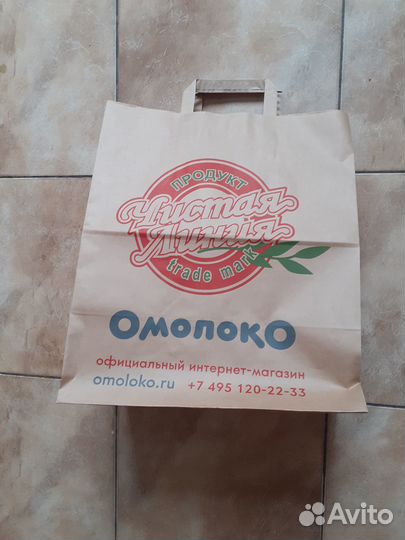 ПРОДУКТ
Чистая
Линия
trade mark
ОМОЛОКО
официальный интернет-магазин
omoloko.ru +7 495 120-22-33
Avito